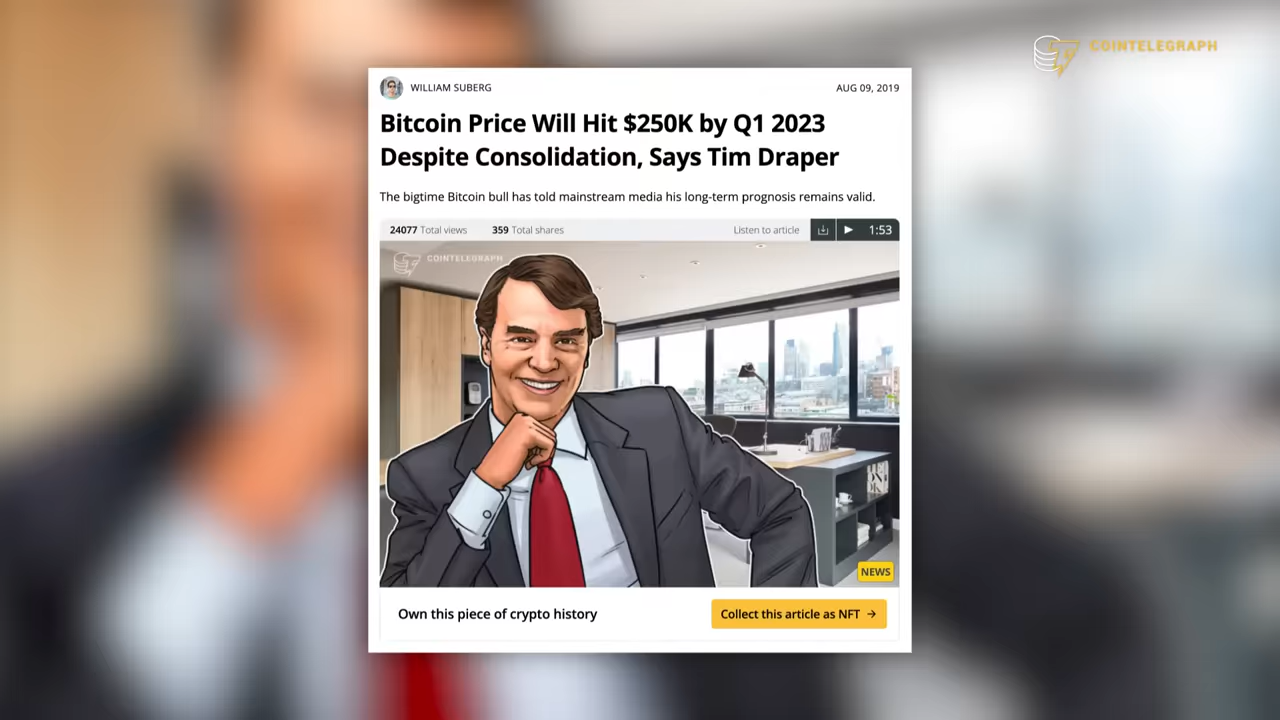 COINTELEGRAPH
WILLIAM SUBERG
AUG 09, 2019
Bitcoin Price Will Hit $250K by Q1 2023
Despite Consolidation, Says Tim Draper
The bigtime Bitcoin bull has told mainstream media his long-term prognosis remains valid.
24077 Total views
359 Total shares
Listen to article
1:53
COINTELEGRAPH
NEWS
Own this piece of crypto history
Collect this article as NFT →